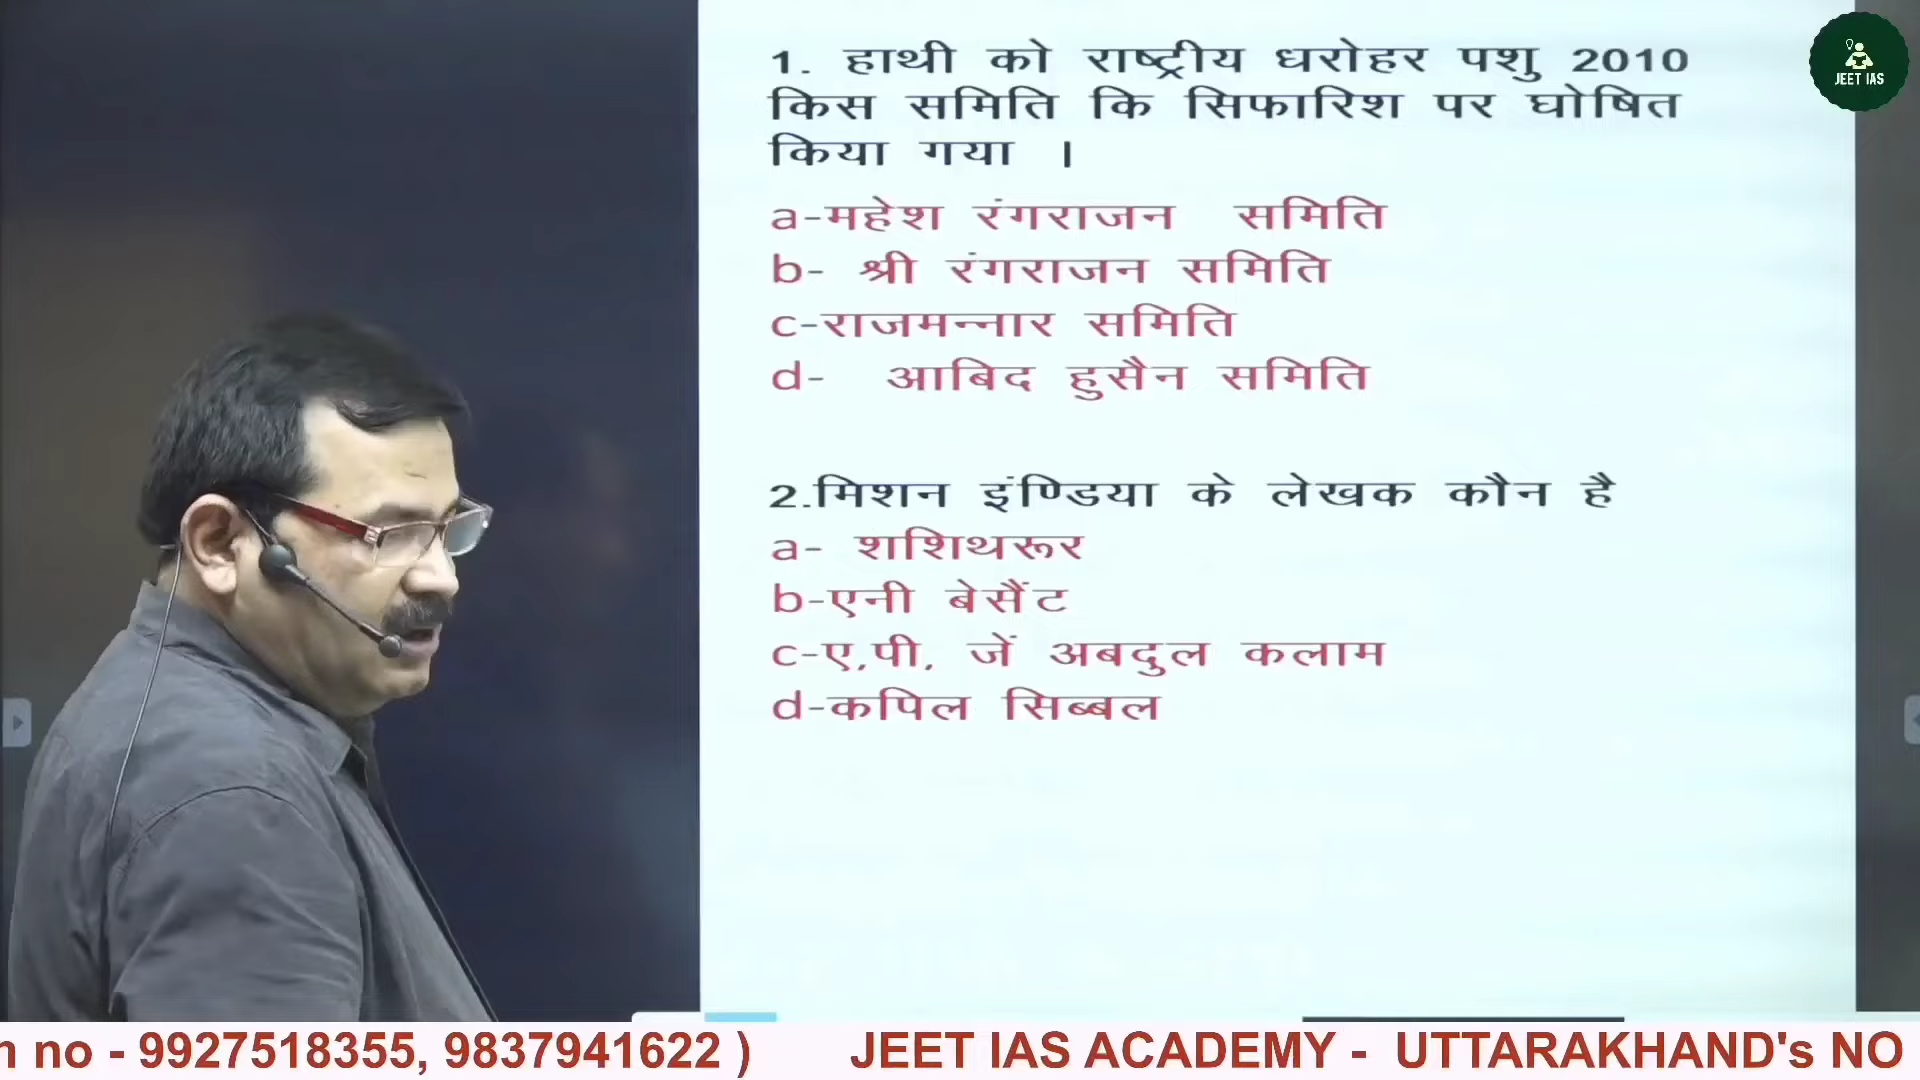 1. हाथी को राष्ट्रीय धरोहर पशु 2010
किस समिति कि सिफारिश पर घोषित
किया गया ।
a-महेश रंगराजन समिति
b- श्री रंगराजन समिति
c-राजमन्नार समिति
d- आबिद हुसैन समिति
2.मिशन इंण्डिया के लेखक कौन है
a- शशिथरूर
b-एनी बेसैंट
c-ए,पी, जें अबदुल कलाम
d-कपिल सिब्बल
JEET IAS
n no - 9927518355, 9837941622 ) JEET IAS ACADEMY - UTTARAKHAND's NO